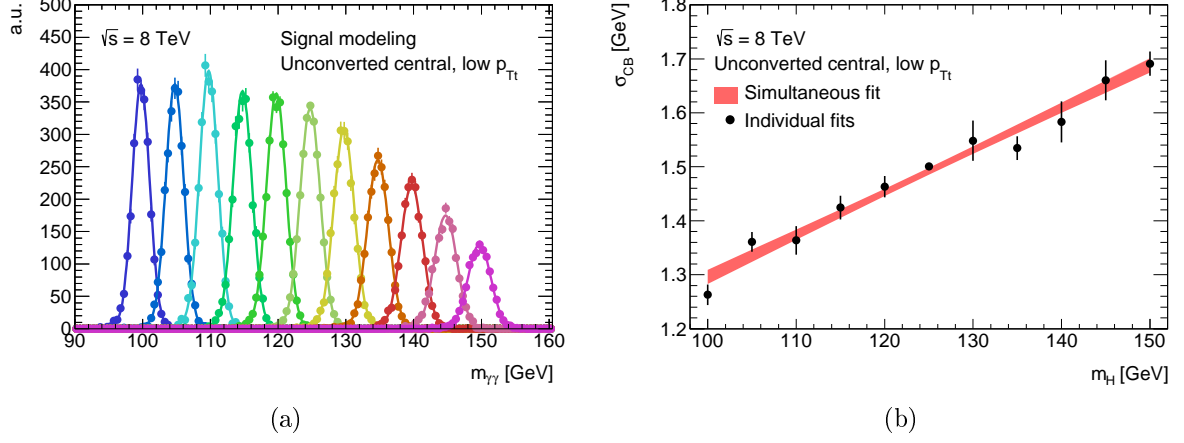 a.u.
500
450
400
350
300
250
200
150
100
50
0
√s = 8 TeV
Signal modeling
Unconverted central, low p_Tt
90 100 110 120 130 140 150 160
m_γγ [GeV]
(a)
σ_CB [GeV]
1.8
1.7
1.6
1.5
1.4
1.3
1.2
√s = 8 TeV
Unconverted central, low p_Tt
Simultaneous fit
Individual fits
100 110 120 130 140 150
m_H [GeV]
(b)